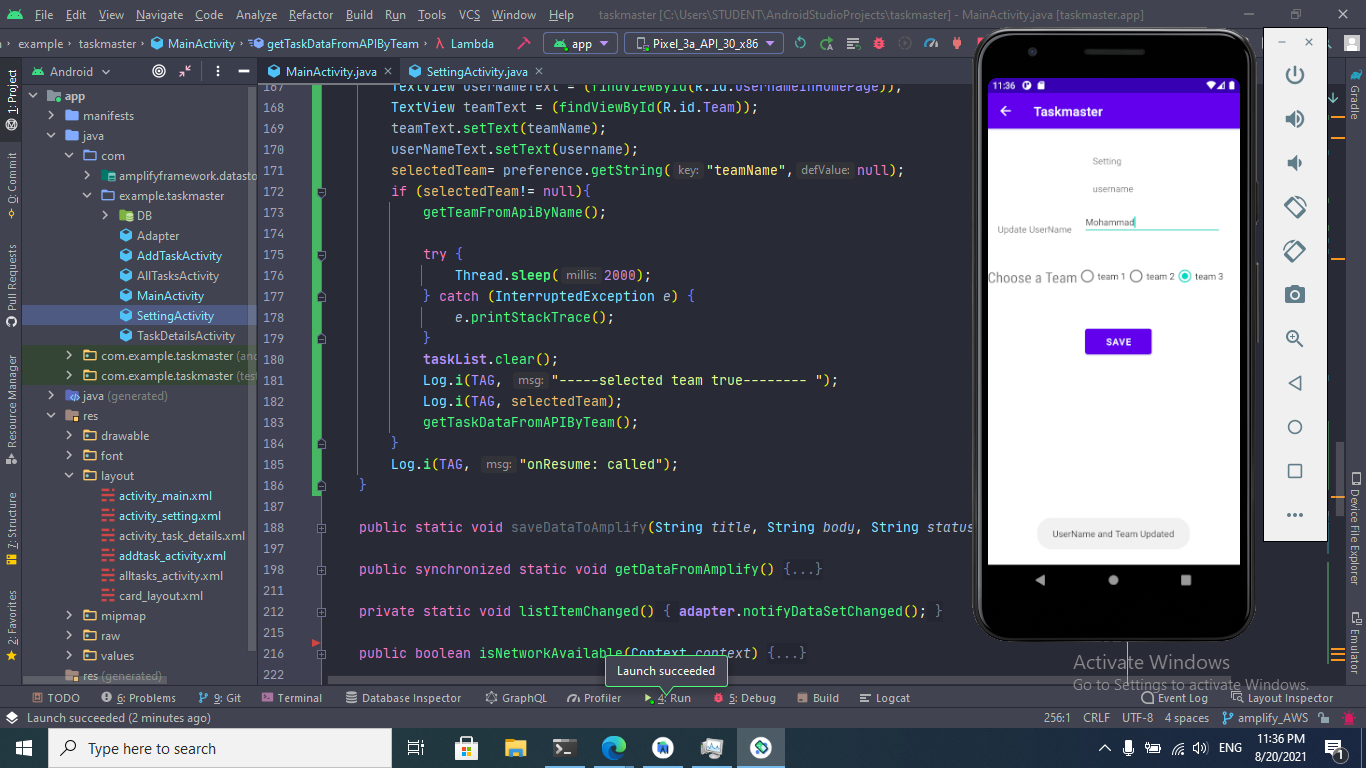 File Edit View Navigate Code Analyze Refactor Build Run Tools VCS Window Help taskmaster [C:\Users\STUDENT\AndroidStudioProjects\taskmaster] - MainActivity.java [taskmaster.app]
example taskmaster MainActivity getTaskDataFromAPIByTeam Lambda app Pixel_3a_API_30_x86
Android
MainActivity.java SettingActivity.java
1: Project
0: Commit
Pull Requests
Resource Manager
7: Structure
2: Favorites
app
manifests
java
com
amplifyframework.datasto
example.taskmaster
DB
Adapter
AddTaskActivity
AllTasksActivity
MainActivity
SettingActivity
TaskDetailsActivity
com.example.taskmaster (and
com.example.taskmaster (tes
java (generated)
res
drawable
font
layout
activity_main.xml
activity_setting.xml
activity_task_details.xml
addtask_activity.xml
alltasks_activity.xml
card_layout.xml
mipmap
raw
values
res (generated)
167 TextView userNameText = (findViewById(R.id.usernameInHomePage));
168 TextView teamText = (findViewById(R.id.Team));
169 teamText.setText(teamName);
170 userNameText.setText(username);
171 selectedTeam= preference.getString( key: "teamName", defValue: null);
172 if (selectedTeam!= null){
173 getTeamFromApiByName();
174
175 try {
176 Thread.sleep( millis: 2000);
177 } catch (InterruptedException e) {
178 e.printStackTrace();
179 }
180 taskList.clear();
181 Log.i(TAG, msg: "-----selected team true-------- ");
182 Log.i(TAG, selectedTeam);
183 getTaskDataFromAPIByTeam();
184 }
185 Log.i(TAG, msg: "onResume: called");
186 }
187
188 public static void saveDataToAmplify(String title, String body, String status
197
198 public synchronized static void getDataFromAmplify() {...}
211
212 private static void listItemChanged() { adapter.notifyDataSetChanged(); }
215
216 public boolean isNetworkAvailable(Context context) {...}
222
Launch succeeded
11:36
Taskmaster
Setting
username
Update UserName Mohammad
Choose a Team team 1 team 2 team 3
SAVE
UserName and Team Updated
Gradle
Device File Explorer
Emulator
Activate Windows
Go to Settings to activate Windows.
TODO 6: Problems 9: Git Terminal Database Inspector GraphQL Profiler 4: Run 5: Debug Build Logcat Event Log Layout Inspector
Launch succeeded (2 minutes ago) 256:1 CRLF UTF-8 4 spaces amplify_AWS
Type here to search
ENG
11:36 PM
8/20/2021
1